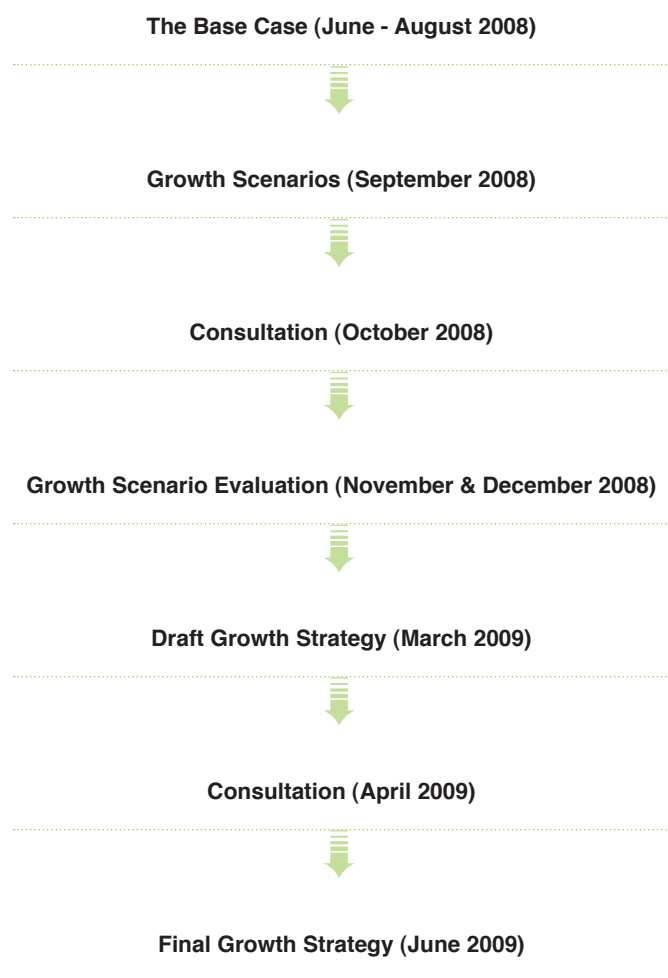 The Base Case (June - August 2008)
Growth Scenarios (September 2008)
Consultation (October 2008)
Growth Scenario Evaluation (November & December 2008)
Draft Growth Strategy (March 2009)
Consultation (April 2009)
Final Growth Strategy (June 2009)